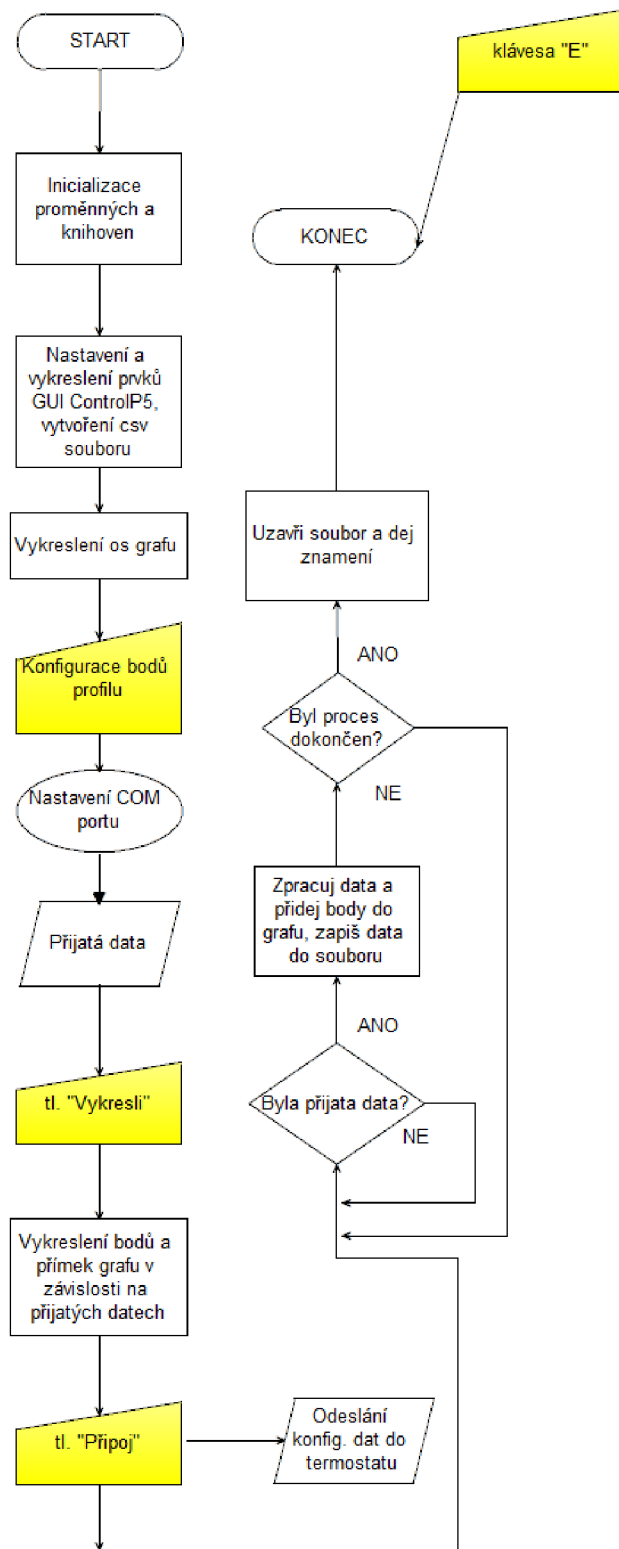 START
Inicializace
proměnných a
knihoven
Nastavení a
vykreslení prvků
GUI ControlP5,
vytvoření csv
souboru
Vykreslení os grafu
Konfigurace bodů
profilu
Nastavení COM
portu
Přijatá data
tl. "Vykresli"
Vykreslení bodů a
přímek grafu v
závislosti na
přijatých datech
tl. "Připoj"
Odeslání
konfig. dat do
termostatu
klávesa "E"
KONEC
Uzavři soubor a dej
znamení
ANO
Byl proces
dokončen?
NE
Zpracuj data a
přidej body do
grafu, zapiš data
do souboru
ANO
Byla přijata data?
NE